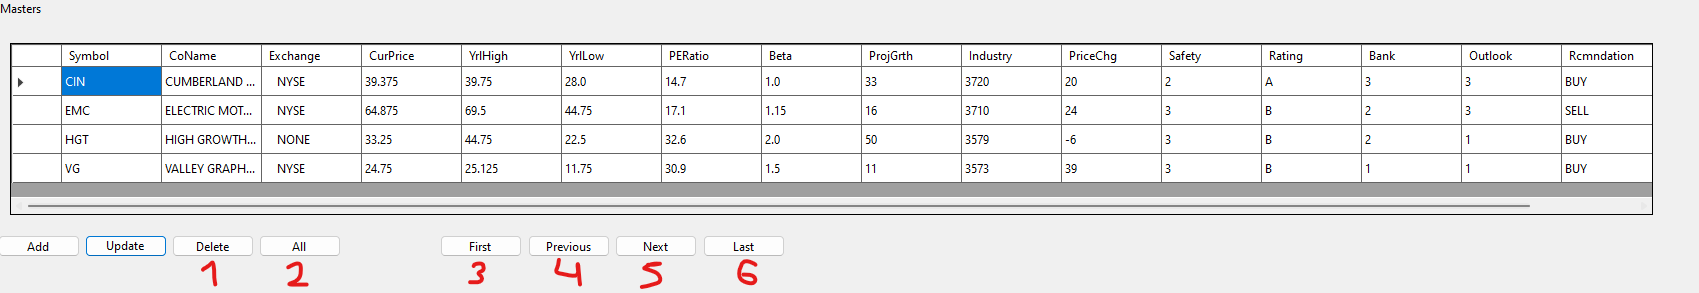 Masters
Symbol CoName Exchange CurPrice YrlHigh YrlLow PERatio Beta ProjGrth Industry PriceChg Safety Rating Bank Outlook Rcmndation
CIN CUMBERLAND ... NYSE 39.375 39.75 28.0 14.7 1.0 33 3720 20 2 A 3 3 BUY
EMC ELECTRIC MOT... NYSE 64.875 69.5 44.75 17.1 1.15 16 3710 24 3 B 2 3 SELL
HGT HIGH GROWTH... NONE 33.25 44.75 22.5 32.6 2.0 50 3579 -6 3 B 2 1 BUY
VG VALLEY GRAPH... NYSE 24.75 25.125 11.75 30.9 1.5 11 3573 39 3 B 1 1 BUY
Add Update Delete All First Previous Next Last
1 2 3 4 5 6